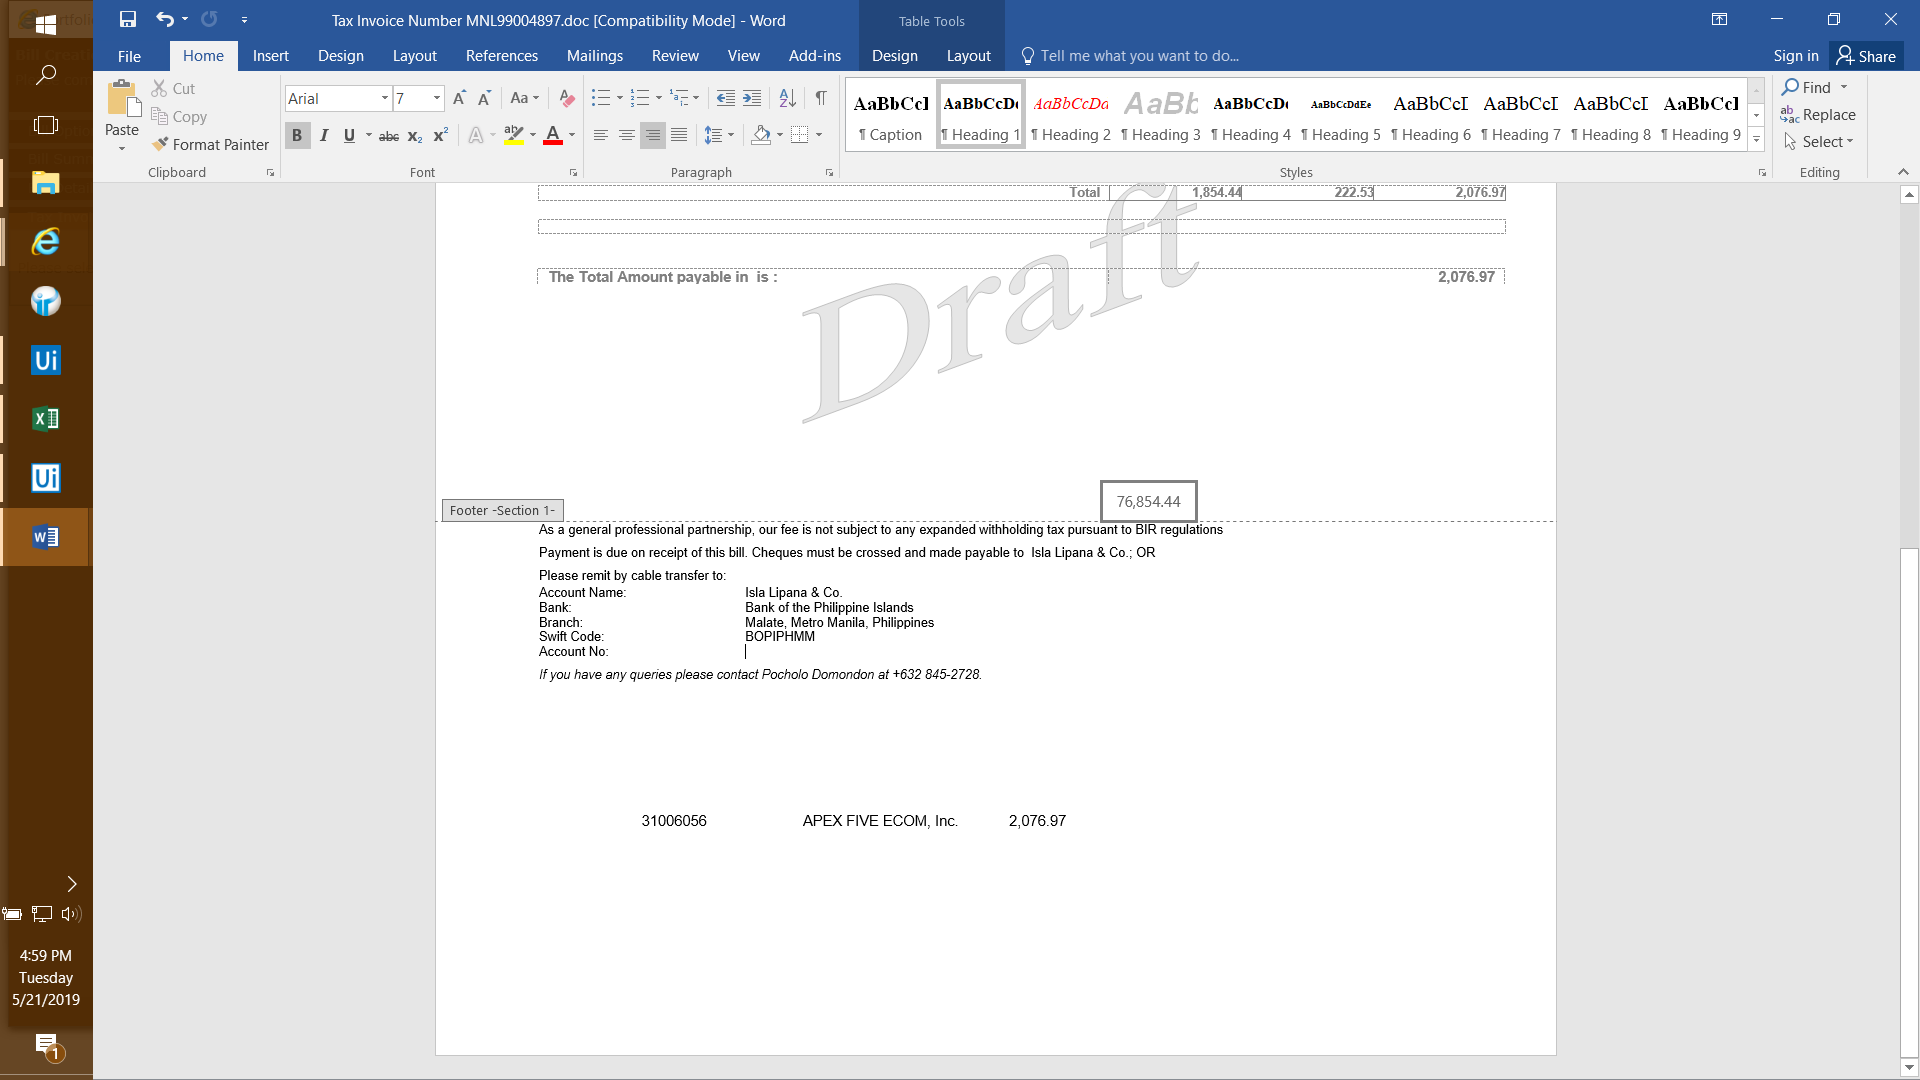 Tax Invoice Number MNL99004897.doc [Compatibility Mode] - Word
Table Tools
File Home Insert Design Layout References Mailings Review View Add-ins Design Layout Tell me what you want to do... Sign in Share
Paste
Cut
Copy
Format Painter
Clipboard
Arial 7
Font
Paragraph
AaBbCcI AaBbCcDc AaBbCcDa AaBb AaBbCcDc AaBbCcDdEe AaBbCcI AaBbCcI AaBbCcI AaBbCcI
¶ Caption ¶ Heading 1 ¶ Heading 2 ¶ Heading 3 ¶ Heading 4 ¶ Heading 5 ¶ Heading 6 ¶ Heading 7 ¶ Heading 8 ¶ Heading 9
Styles
Find
Replace
Select
Editing
Total 1,854.44 222.53 2,076.97
The Total Amount payable in is : 2,076.97
Draft
76,854.44
Footer -Section 1-
As a general professional partnership, our fee is not subject to any expanded withholding tax pursuant to BIR regulations
Payment is due on receipt of this bill. Cheques must be crossed and made payable to Isla Lipana & Co.; OR
Please remit by cable transfer to:
Account Name: Isla Lipana & Co.
Bank: Bank of the Philippine Islands
Branch: Malate, Metro Manila, Philippines
Swift Code: BOPIPHMM
Account No:
If you have any queries please contact Pocholo Domondon at +632 845-2728.
31006056 APEX FIVE ECOM, Inc. 2,076.97
4:59 PM
Tuesday
5/21/2019
1